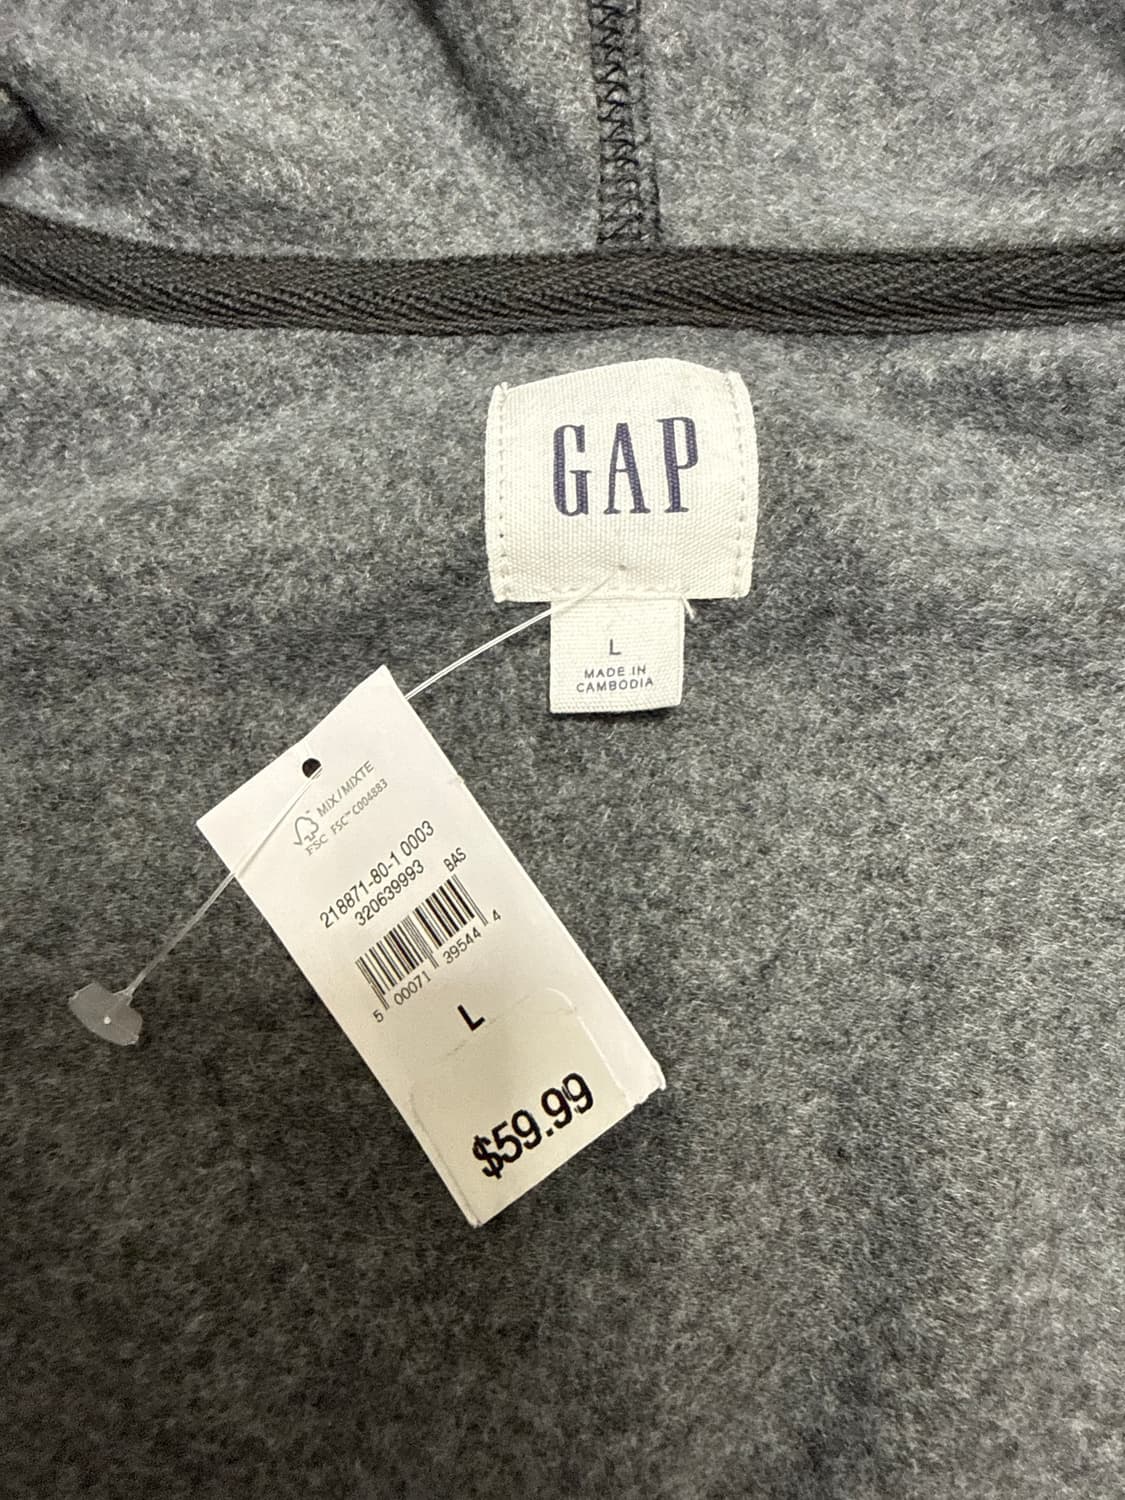 GAP
L
MADE IN
CAMBODIA
MIX / MIXTE
FSC FSC™ C004883
218871-80-1 0003
320639993 BAS
5 00071 39544 4
L
$59.99